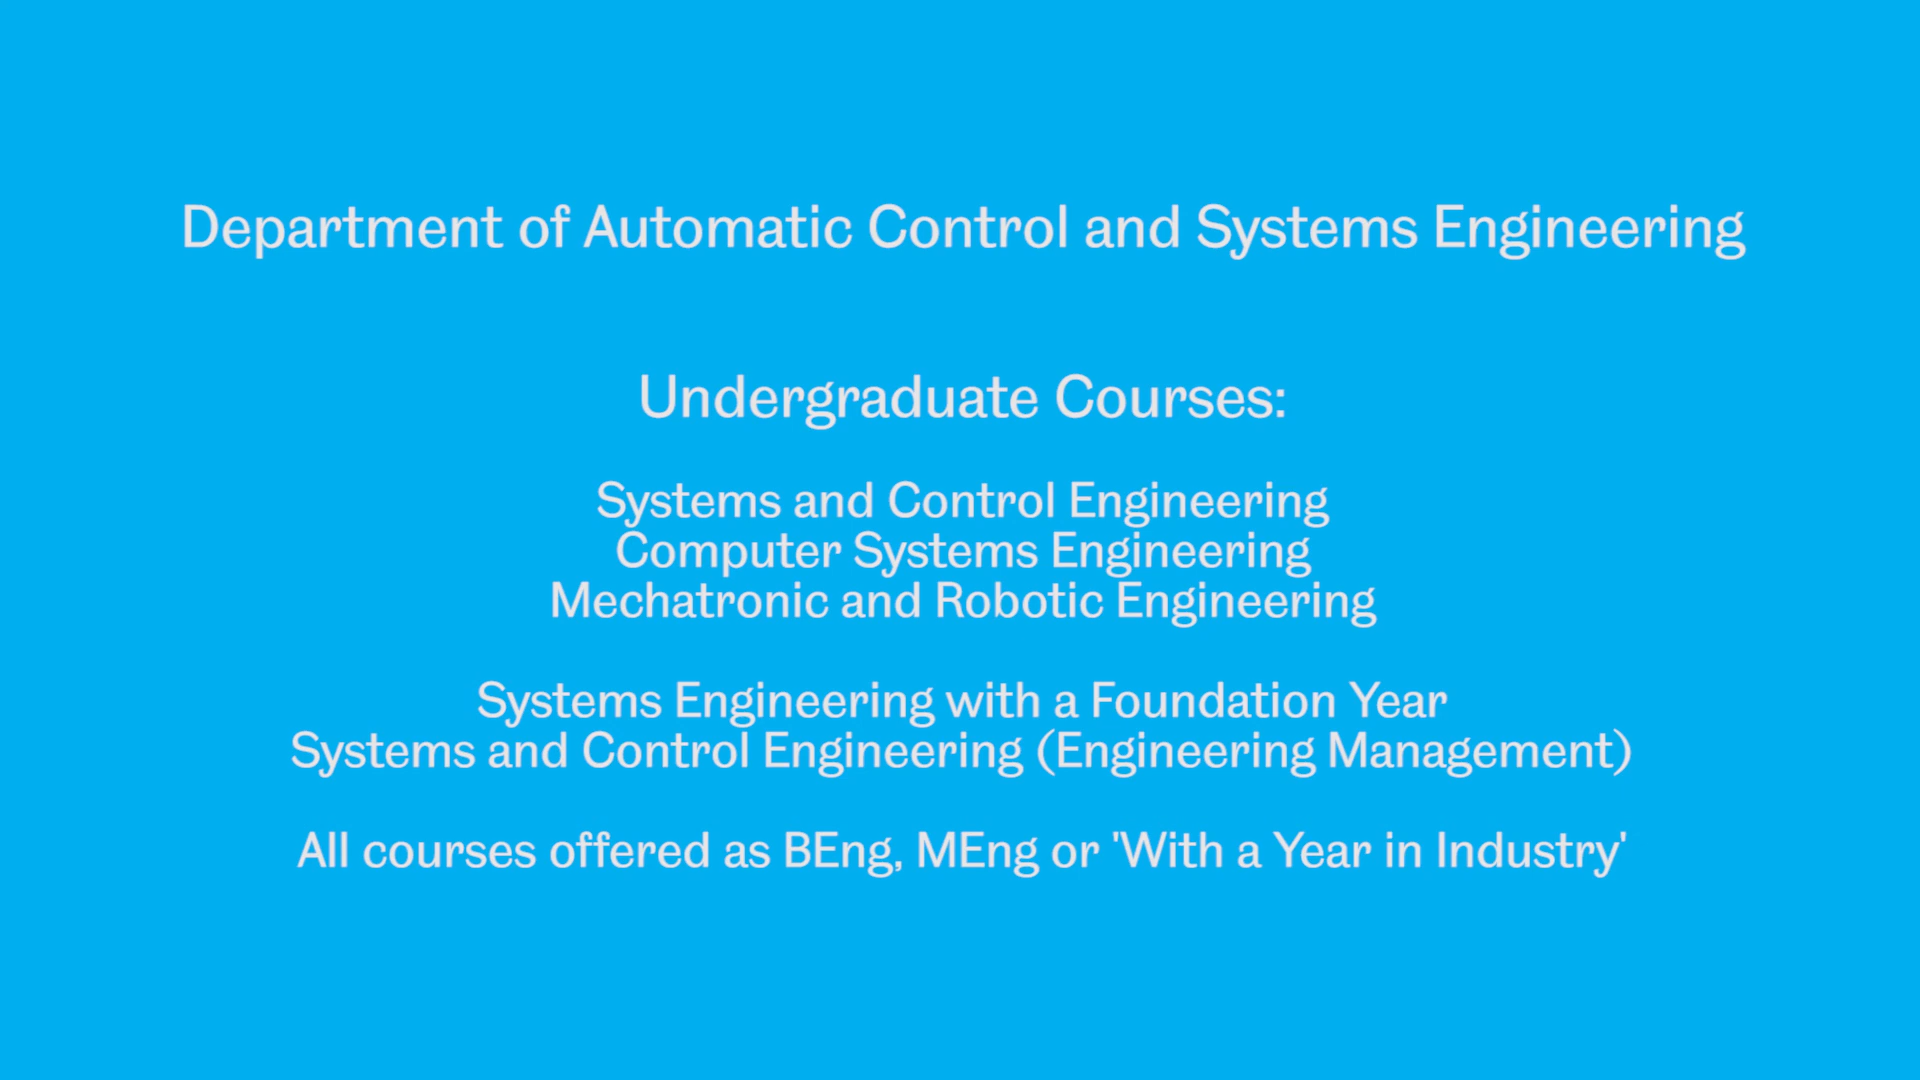 Department of Automatic Control and Systems Engineering
Undergraduate Courses:
Systems and Control Engineering
Computer Systems Engineering
Mechatronic and Robotic Engineering
Systems Engineering with a Foundation Year
Systems and Control Engineering (Engineering Management)
All courses offered as BEng, MEng or 'With a Year in Industry'